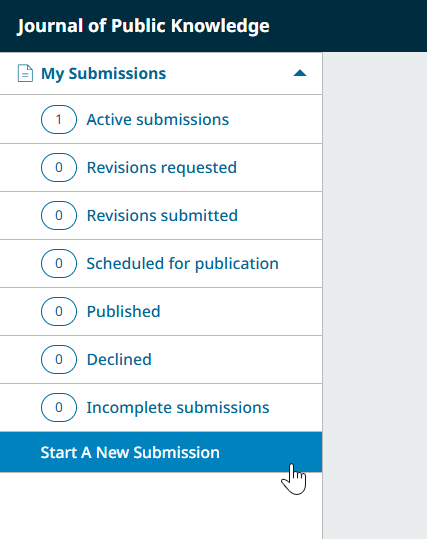 Journal of Public Knowledge
My Submissions
1 Active submissions
0 Revisions requested
0 Revisions submitted
0 Scheduled for publication
0 Published
0 Declined
0 Incomplete submissions
Start A New Submission